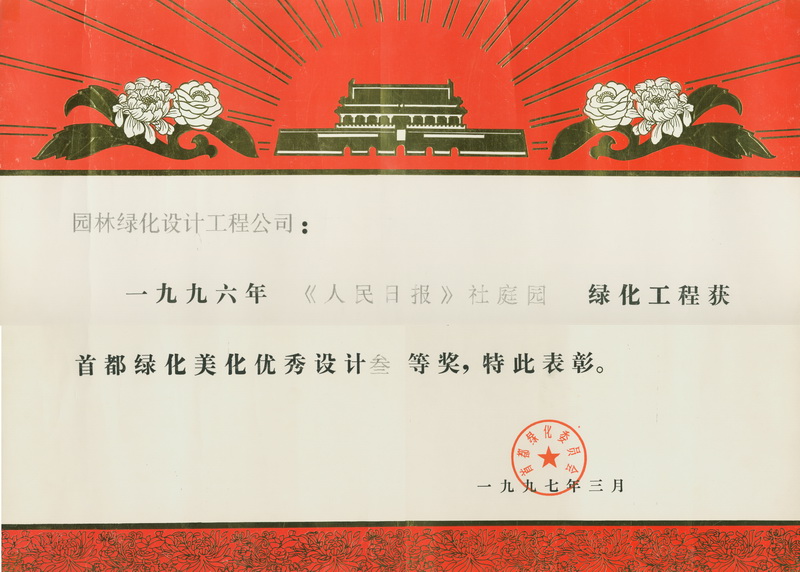 园林绿化设计工程公司：
一九九六年 《人民日报》社庭园 绿化工程获
首都绿化美化优秀设计叁 等奖，特此表彰。
首都绿化委员会
一九九七年三月